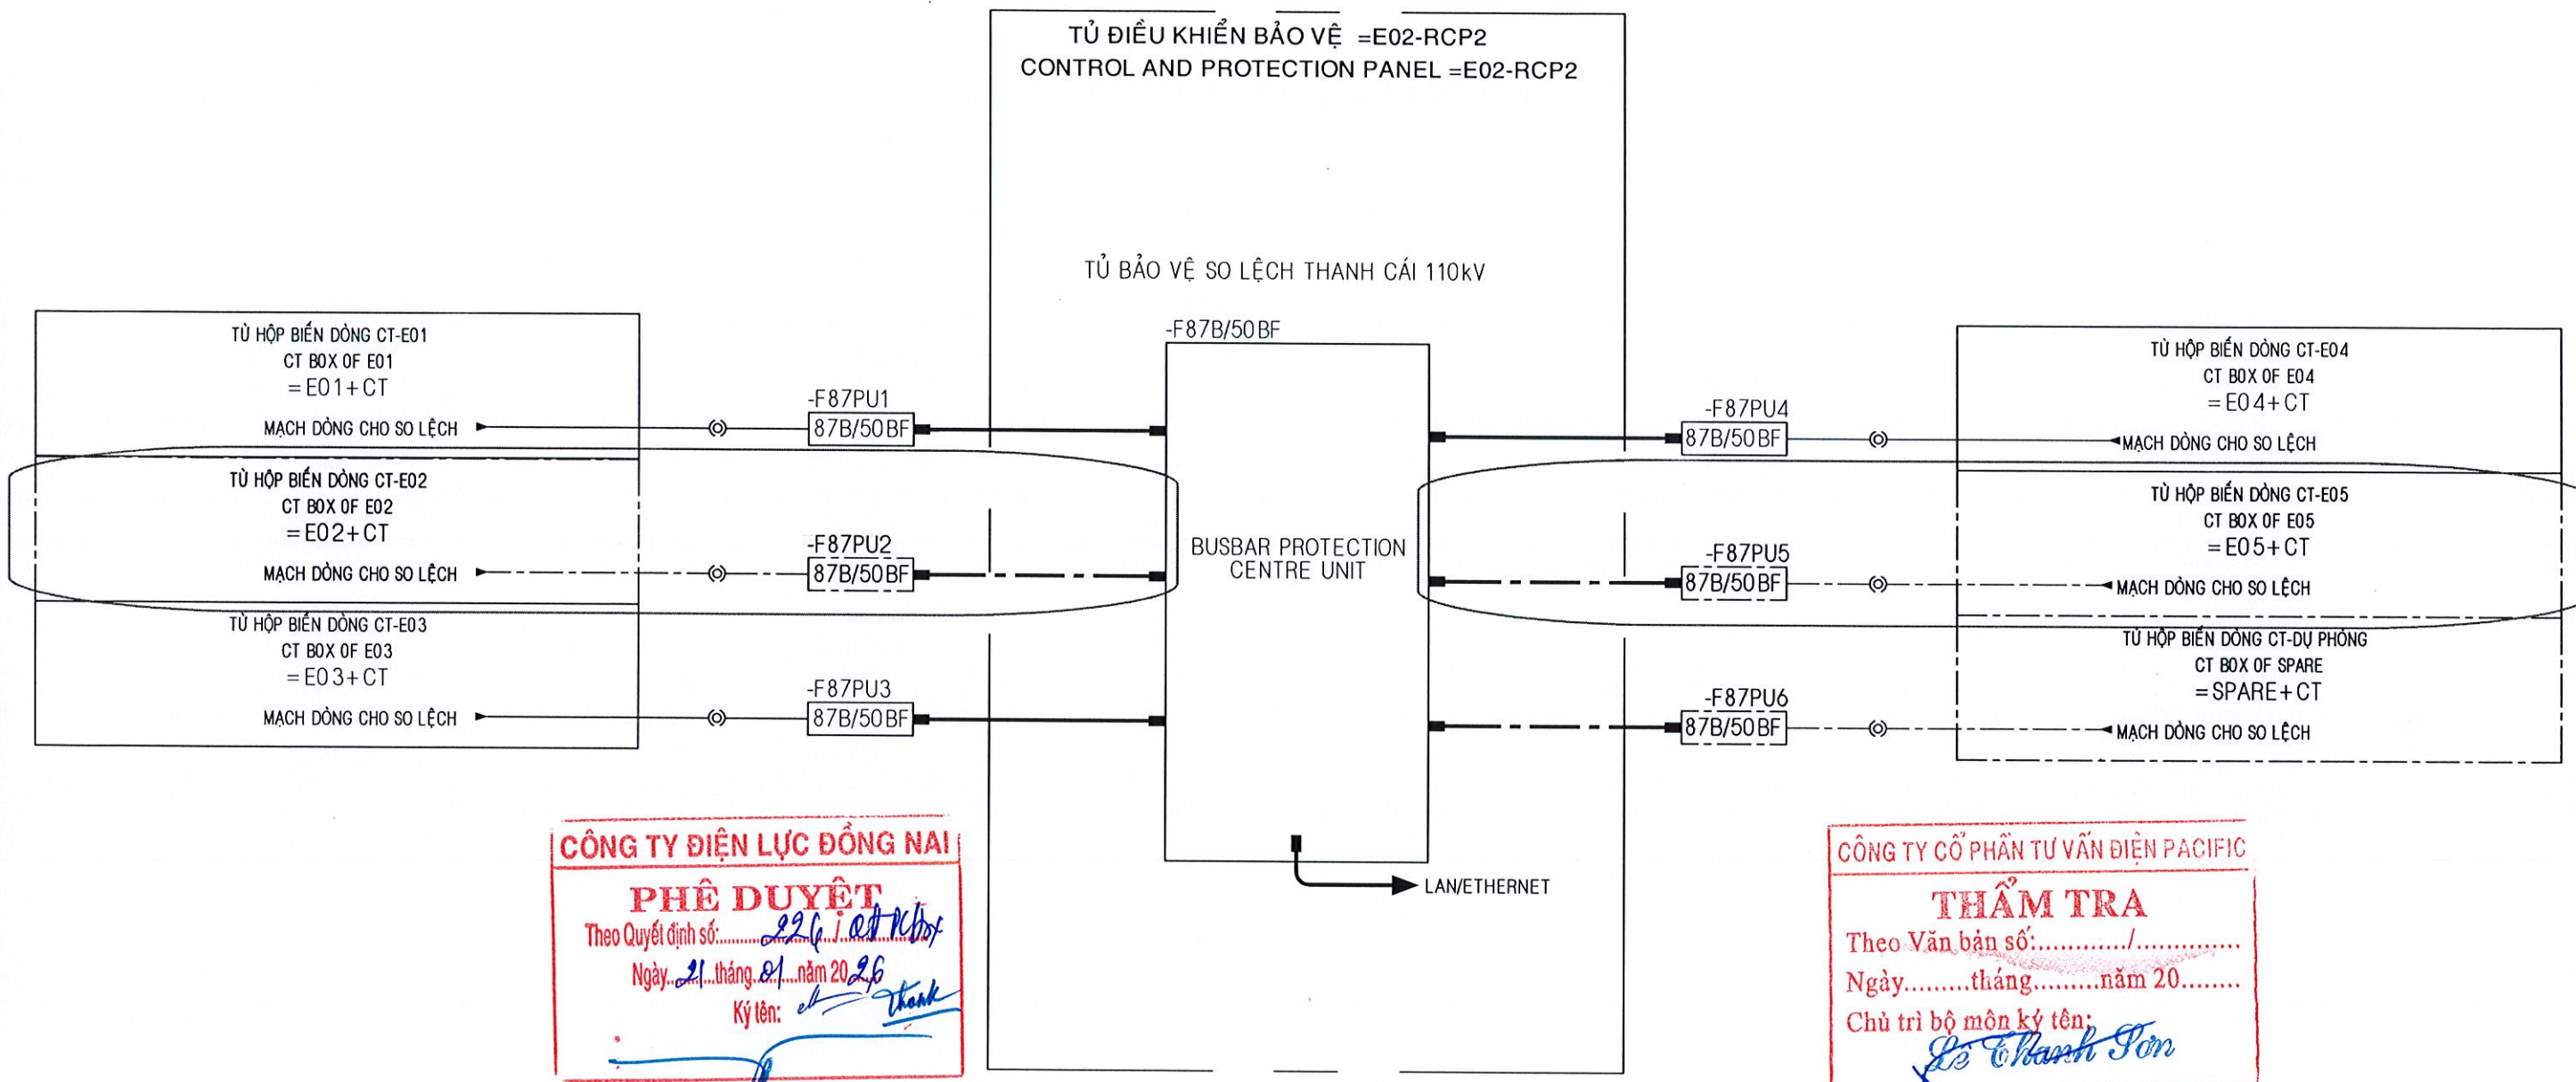 TỦ ĐIỀU KHIỂN BẢO VỆ =E02-RCP2
CONTROL AND PROTECTION PANEL =E02-RCP2
TỦ BẢO VỆ SO LỆCH THANH CÁI 110kV
-F87B/50BF
BUSBAR PROTECTION
CENTRE UNIT
LAN/ETHERNET
TỪ HỘP BIẾN DÒNG CT-E01
CT BOX OF E01
=E01+CT
MẠCH DÒNG CHO SO LỆCH
-F87PU1
87B/50BF
TỪ HỘP BIẾN DÒNG CT-E02
CT BOX OF E02
=E02+CT
MẠCH DÒNG CHO SO LỆCH
-F87PU2
87B/50BF
TỪ HỘP BIẾN DÒNG CT-E03
CT BOX OF E03
=E03+CT
MẠCH DÒNG CHO SO LỆCH
-F87PU3
87B/50BF
-F87PU4
87B/50BF
TỪ HỘP BIẾN DÒNG CT-E04
CT BOX OF E04
=E04+CT
MẠCH DÒNG CHO SO LỆCH
-F87PU5
87B/50BF
TỪ HỘP BIẾN DÒNG CT-E05
CT BOX OF E05
=E05+CT
MẠCH DÒNG CHO SO LỆCH
-F87PU6
87B/50BF
TỪ HỘP BIẾN DÒNG CT-DỰ PHÒNG
CT BOX OF SPARE
=SPARE+CT
MẠCH DÒNG CHO SO LỆCH
CÔNG TY ĐIỆN LỰC ĐỒNG NAI
PHÊ DUYỆT
Theo Quyết định số:
Ngày 21 tháng 01 năm 2026
Ký tên:
CÔNG TY CỔ PHẦN TƯ VẤN ĐIỆN PACIFIC
THẨM TRA
Theo Văn bản số:............/..............
Ngày.........tháng.........năm 20........
Chủ trì bộ môn ký tên:
Lê Thanh Sơn